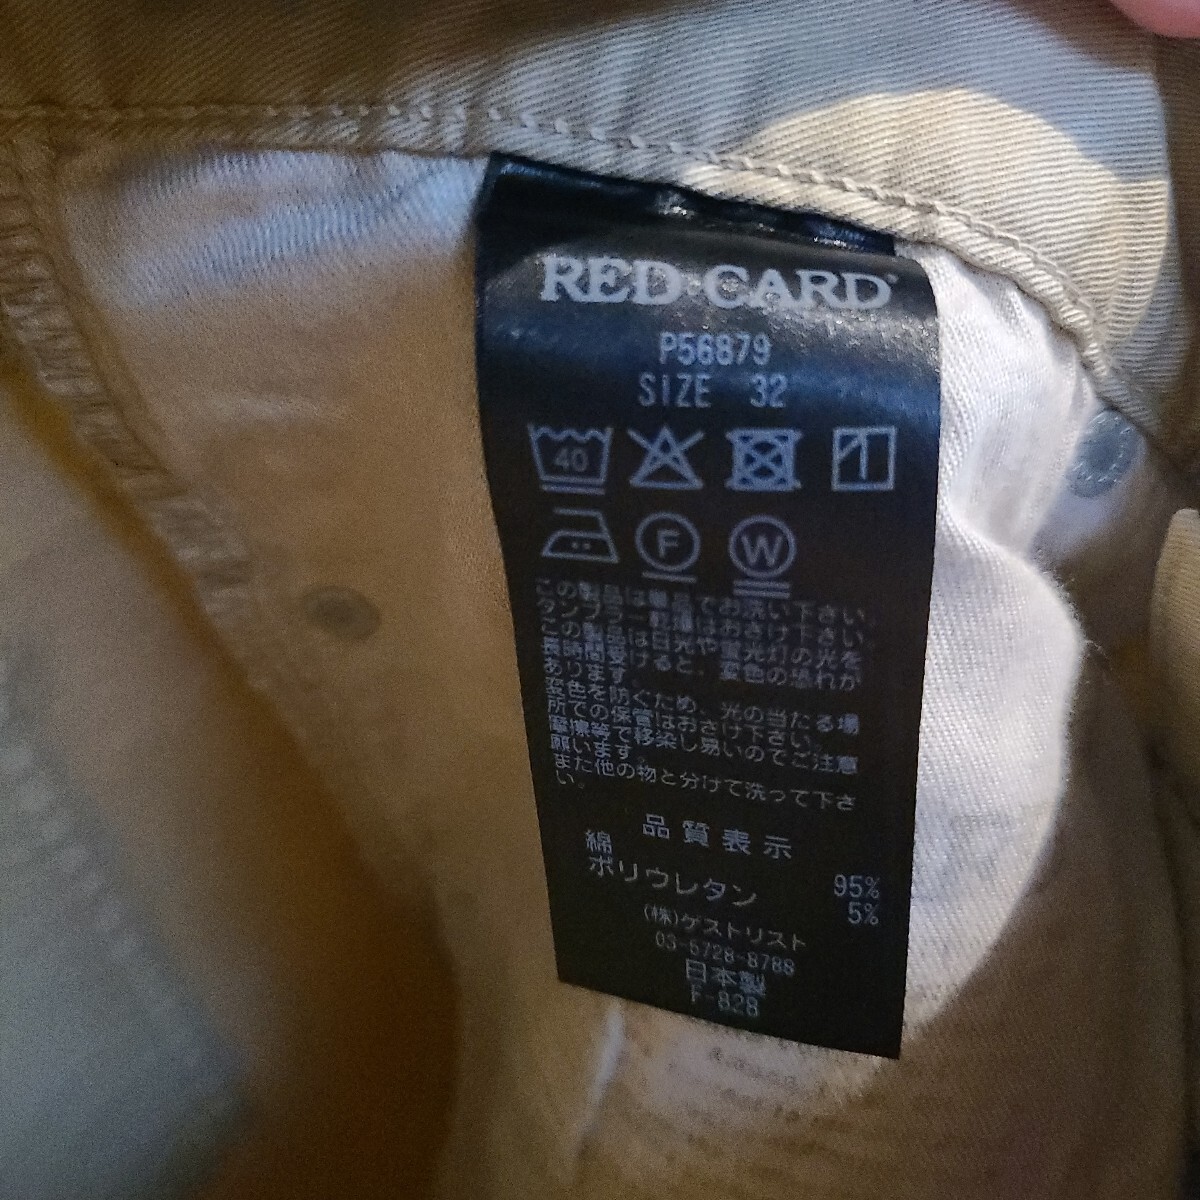 RED CARD
P56879
SIZE 32
40
F W
この製品は単品でお洗い下さい。
タンブラー乾燥はおさけ下さい。
この製品は日光や蛍光灯の光を
長時間受けると、変色の恐れが
あります。
変色を防ぐため、光の当たる場
所での保管はおさけ下さい。
摩擦等で移染し易いのでご注意
願います。
また他の物と分けて洗って下さ
い。
品質表示
綿 95%
ポリウレタン 5%
(株)ゲストリスト
03-5728-8788
日本製
F-828